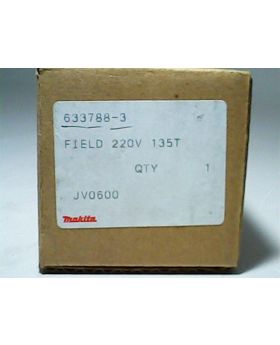 633788-3
FIELD 220V 135T
QTY 1
JV0600
Makita